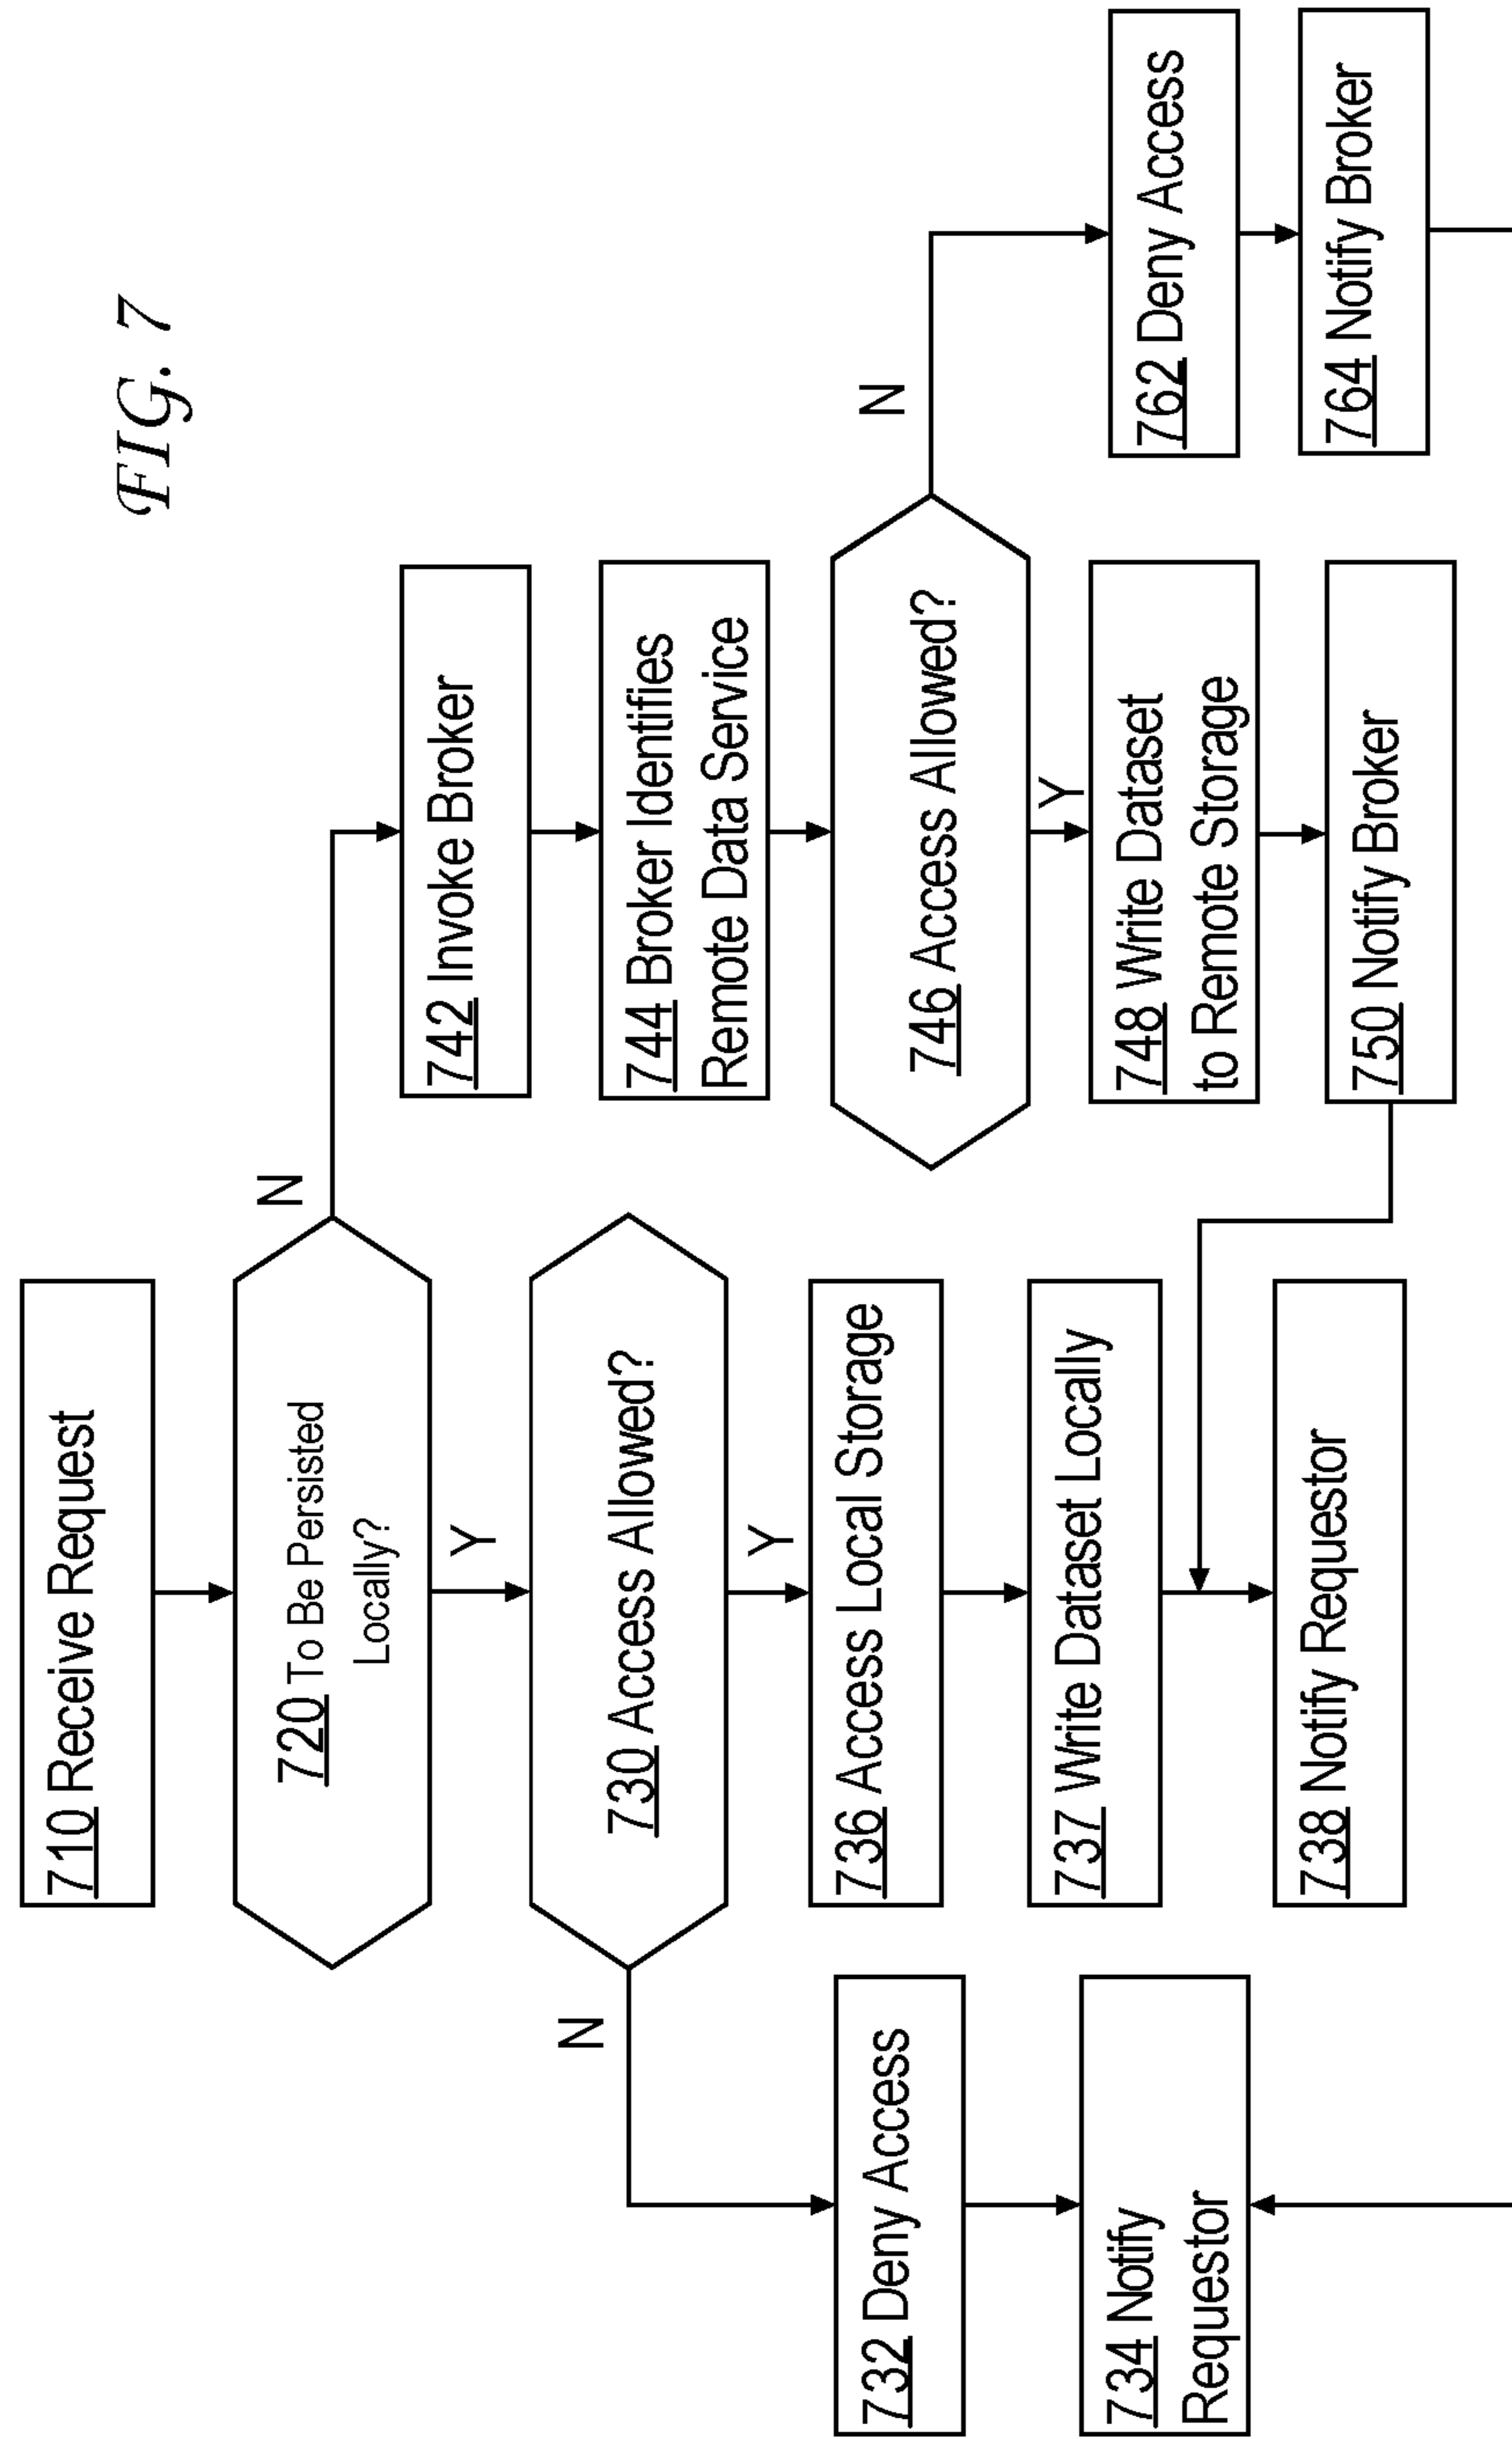 FIG. 7
710 Receive Request
720 To Be Persisted
Locally?
N
Y
742 Invoke Broker
730 Access Allowed?
N
Y
744 Broker Identifies
Remote Data Service
732 Deny Access
736 Access Local Storage
746 Access Allowed?
N
Y
734 Notify
Requestor
737 Write Dataset Locally
748 Write Dataset
to Remote Storage
762 Deny Access
738 Notify Requestor
750 Notify Broker
764 Notify Broker